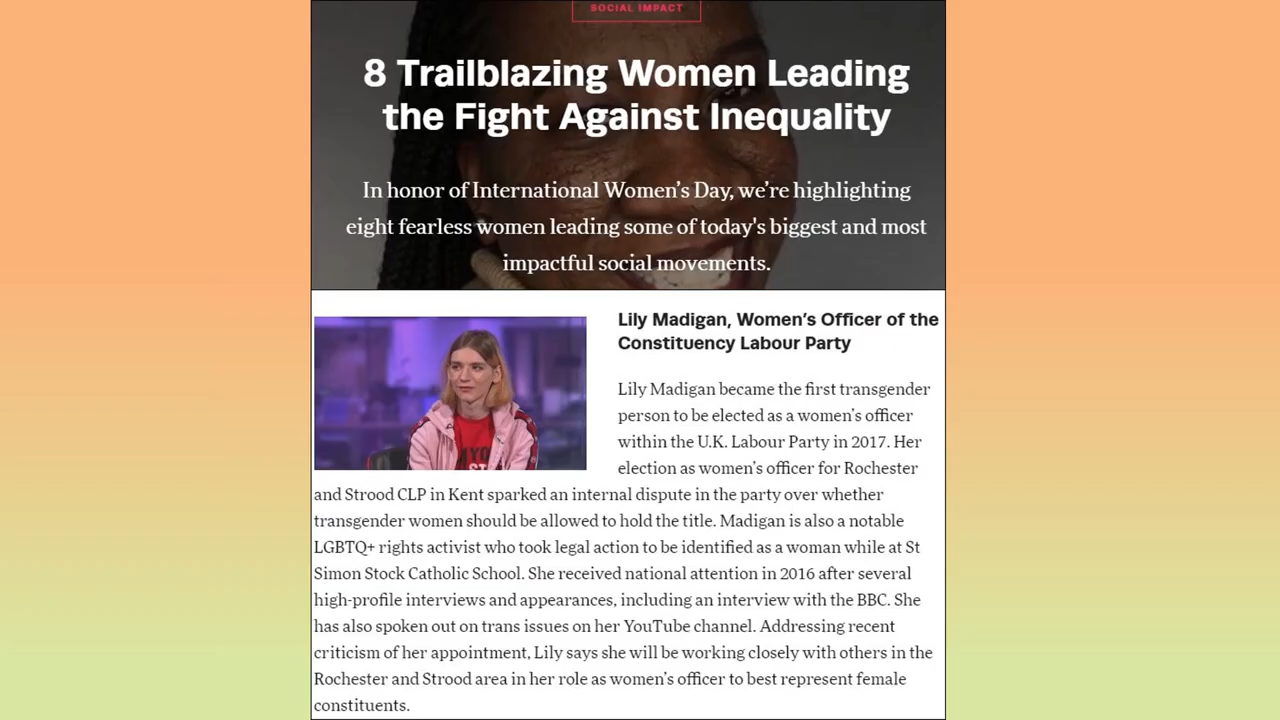 SOCIAL IMPACT
8 Trailblazing Women Leading
the Fight Against Inequality
In honor of International Women's Day, we're highlighting
eight fearless women leading some of today's biggest and most
impactful social movements.
Lily Madigan, Women's Officer of the
Constituency Labour Party
Lily Madigan became the first transgender
person to be elected as a women's officer
within the U.K. Labour Party in 2017. Her
election as women's officer for Rochester
and Strood CLP in Kent sparked an internal dispute in the party over whether
transgender women should be allowed to hold the title. Madigan is also a notable
LGBTQ+ rights activist who took legal action to be identified as a woman while at St
Simon Stock Catholic School. She received national attention in 2016 after several
high-profile interviews and appearances, including an interview with the BBC. She
has also spoken out on trans issues on her YouTube channel. Addressing recent
criticism of her appointment, Lily says she will be working closely with others in the
Rochester and Strood area in her role as women's officer to best represent female
constituents.